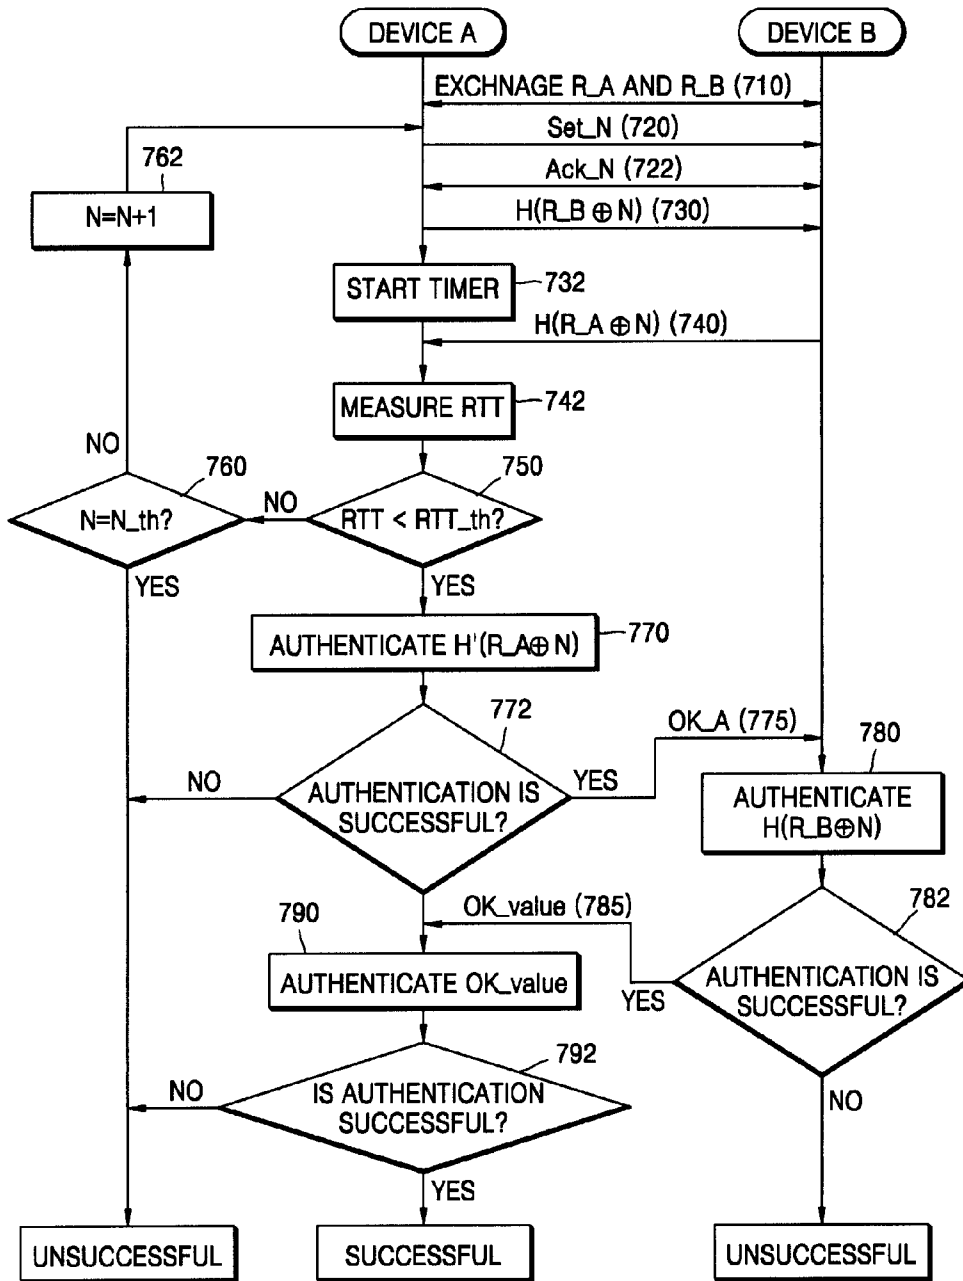 DEVICE A
DEVICE B
EXCHNAGE R_A AND R_B (710)
Set_N (720)
762
Ack_N (722)
N=N+1
H(R_B ⊕ N) (730)
START TIMER
732
H(R_A ⊕ N) (740)
MEASURE RTT
742
NO
760
750
N=N_th?
NO
RTT < RTT_th?
YES
YES
AUTHENTICATE H'(R_A⊕ N)
770
772
OK_A (775)
780
NO
AUTHENTICATION IS
SUCCESSFUL?
YES
AUTHENTICATE
H(R_B⊕N)
790
OK_value (785)
782
AUTHENTICATE OK_value
YES
AUTHENTICATION IS
SUCCESSFUL?
792
NO
IS AUTHENTICATION
SUCCESSFUL?
NO
YES
UNSUCCESSFUL
SUCCESSFUL
UNSUCCESSFUL